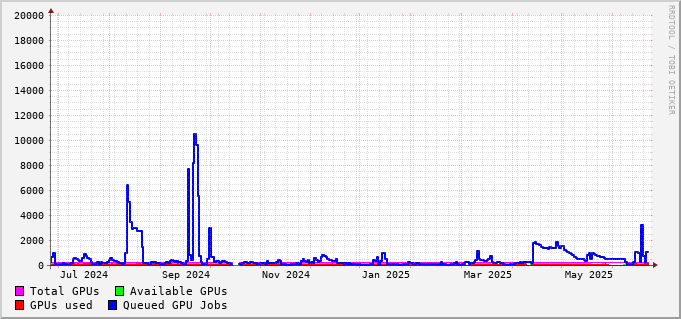 20000
18000
16000
14000
12000
10000
8000
6000
4000
2000
0
Jul 2024 Sep 2024 Nov 2024 Jan 2025 Mar 2025 May 2025
Total GPUs Available GPUs
GPUs used Queued GPU Jobs
RRDTOOL / TOBI OETIKER